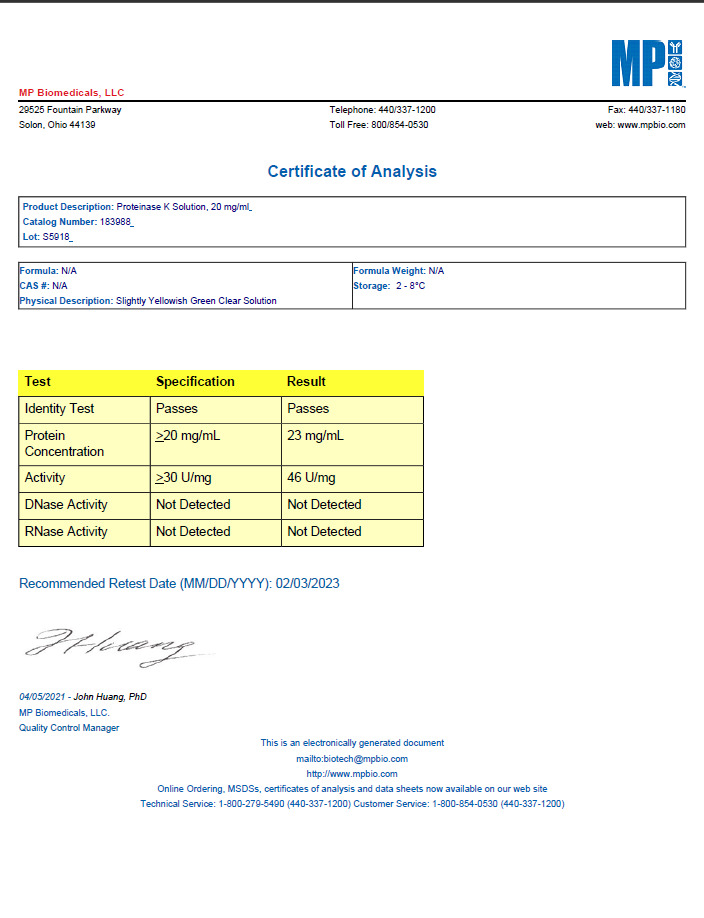 MP
MP Biomedicals, LLC
29525 Fountain Parkway Telephone: 440/337-1200 Fax: 440/337-1180
Solon, Ohio 44139 Toll Free: 800/854-0530 web: www.mpbio.com
Certificate of Analysis
Product Description: Proteinase K Solution, 20 mg/ml_
Catalog Number: 183988_
Lot: S5918_
Formula: N/A Formula Weight: N/A
CAS #: N/A Storage: 2 - 8°C
Physical Description: Slightly Yellowish Green Clear Solution
Test Specification Result
Identity Test Passes Passes
Protein Concentration ≥20 mg/mL 23 mg/mL
Activity ≥30 U/mg 46 U/mg
DNase Activity Not Detected Not Detected
RNase Activity Not Detected Not Detected
Recommended Retest Date (MM/DD/YYYY): 02/03/2023
J Huang
04/05/2021 - John Huang, PhD
MP Biomedicals, LLC.
Quality Control Manager
This is an electronically generated document
mailto:biotech@mpbio.com
http://www.mpbio.com
Online Ordering, MSDSs, certificates of analysis and data sheets now available on our web site
Technical Service: 1-800-279-5490 (440-337-1200) Customer Service: 1-800-854-0530 (440-337-1200)